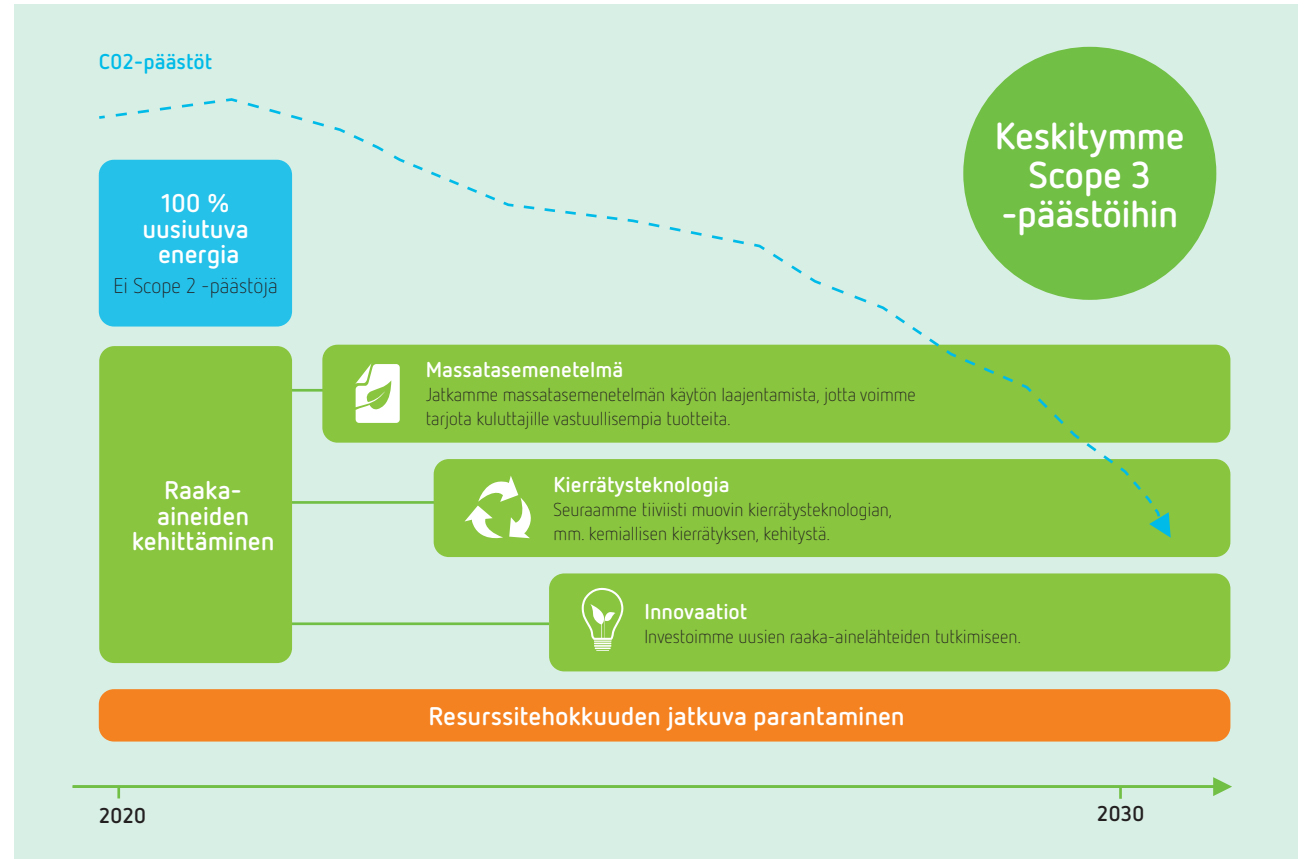 CO2-päästöt
Keskitymme
Scope 3
-päästöihin
100 %
uusiutuva
energia
Ei Scope 2 -päästöjä
Raaka-
aineiden
kehittäminen
Massatasemenetelmä
Jatkamme massatasemenetelmän käytön laajentamista, jotta voimme
tarjota kuluttajille vastuullisempia tuotteita.
Kierrätysteknologia
Seuraamme tiiviisti muovin kierrätysteknologian,
mm. kemiallisen kierrätyksen, kehitystä.
Innovaatiot
Investoimme uusien raaka-ainelähteiden tutkimiseen.
Resurssitehokkuuden jatkuva parantaminen
2020
2030